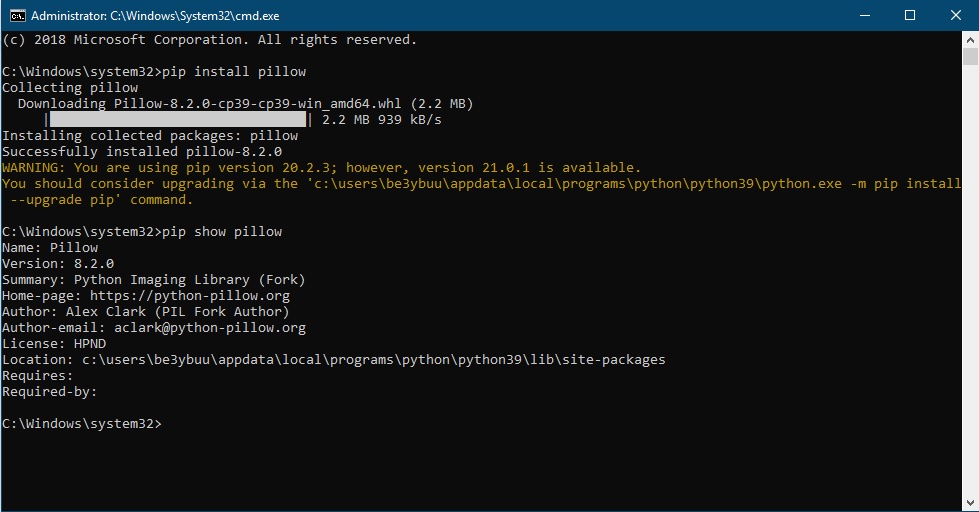 Administrator: C:\Windows\System32\cmd.exe
(c) 2018 Microsoft Corporation. All rights reserved.
C:\Windows\system32>pip install pillow
Collecting pillow
  Downloading Pillow-8.2.0-cp39-cp39-win_amd64.whl (2.2 MB)
| | 2.2 MB 939 kB/s
Installing collected packages: pillow
Successfully installed pillow-8.2.0
WARNING: You are using pip version 20.2.3; however, version 21.0.1 is available.
You should consider upgrading via the 'c:\users\be3ybuu\appdata\local\programs\python\python39\python.exe -m pip install
 --upgrade pip' command.
C:\Windows\system32>pip show pillow
Name: Pillow
Version: 8.2.0
Summary: Python Imaging Library (Fork)
Home-page: https://python-pillow.org
Author: Alex Clark (PIL Fork Author)
Author-email: aclark@python-pillow.org
License: HPND
Location: c:\users\be3ybuu\appdata\local\programs\python\python39\lib\site-packages
Requires:
Required-by:
C:\Windows\system32>